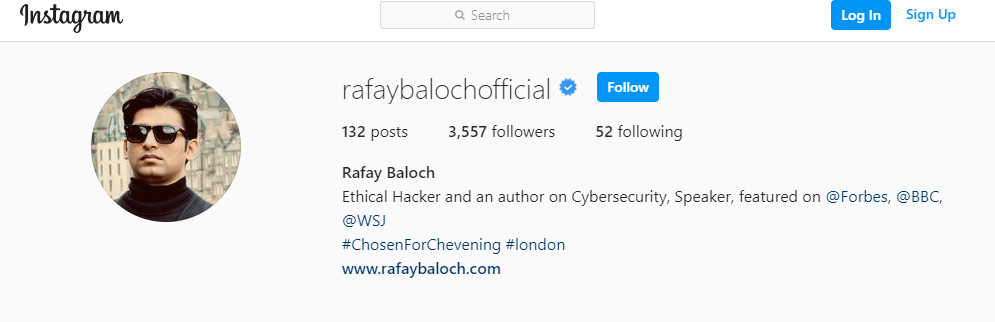 Instagram
Search
Log In
Sign Up
rafaybalochofficial
Follow
132 posts 3,557 followers 52 following
Rafay Baloch
Ethical Hacker and an author on Cybersecurity, Speaker, featured on @Forbes, @BBC,
@WSJ
#ChosenForChevening #london
www.rafaybaloch.com